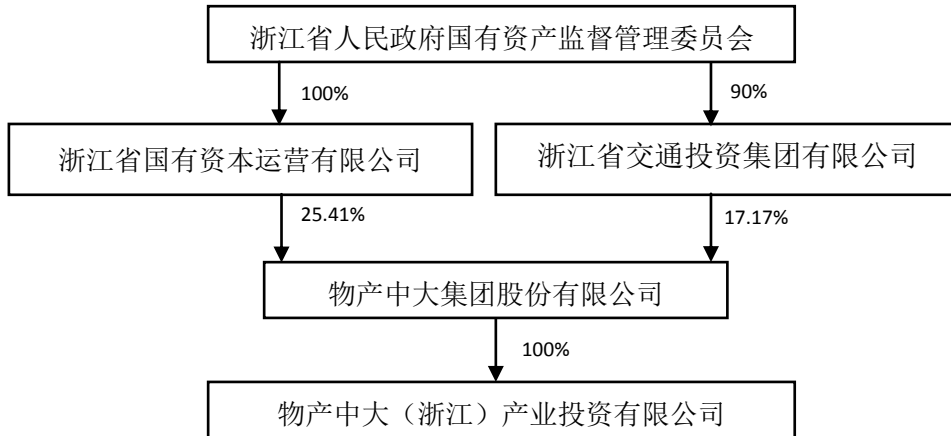 浙江省人民政府国有资产监督管理委员会
100%
90%
浙江省国有资本运营有限公司
浙江省交通投资集团有限公司
25.41%
17.17%
物产中大集团股份有限公司
100%
物产中大（浙江）产业投资有限公司